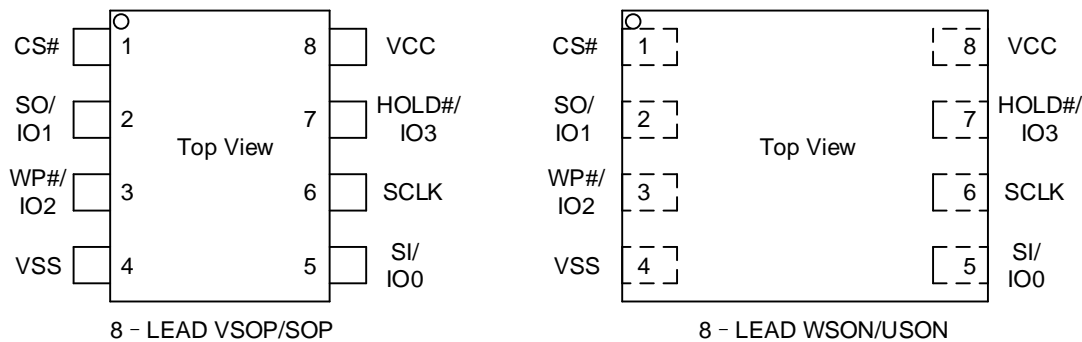 CS# 1 8 VCC
SO/
IO1 2 7 HOLD#/
IO3
Top View
WP#/
IO2 3 6 SCLK
VSS 4 5 SI/
IO0
8 – LEAD VSOP/SOP
CS# 1 8 VCC
SO/
IO1 2 7 HOLD#/
IO3
Top View
WP#/
IO2 3 6 SCLK
VSS 4 5 SI/
IO0
8 – LEAD WSON/USON